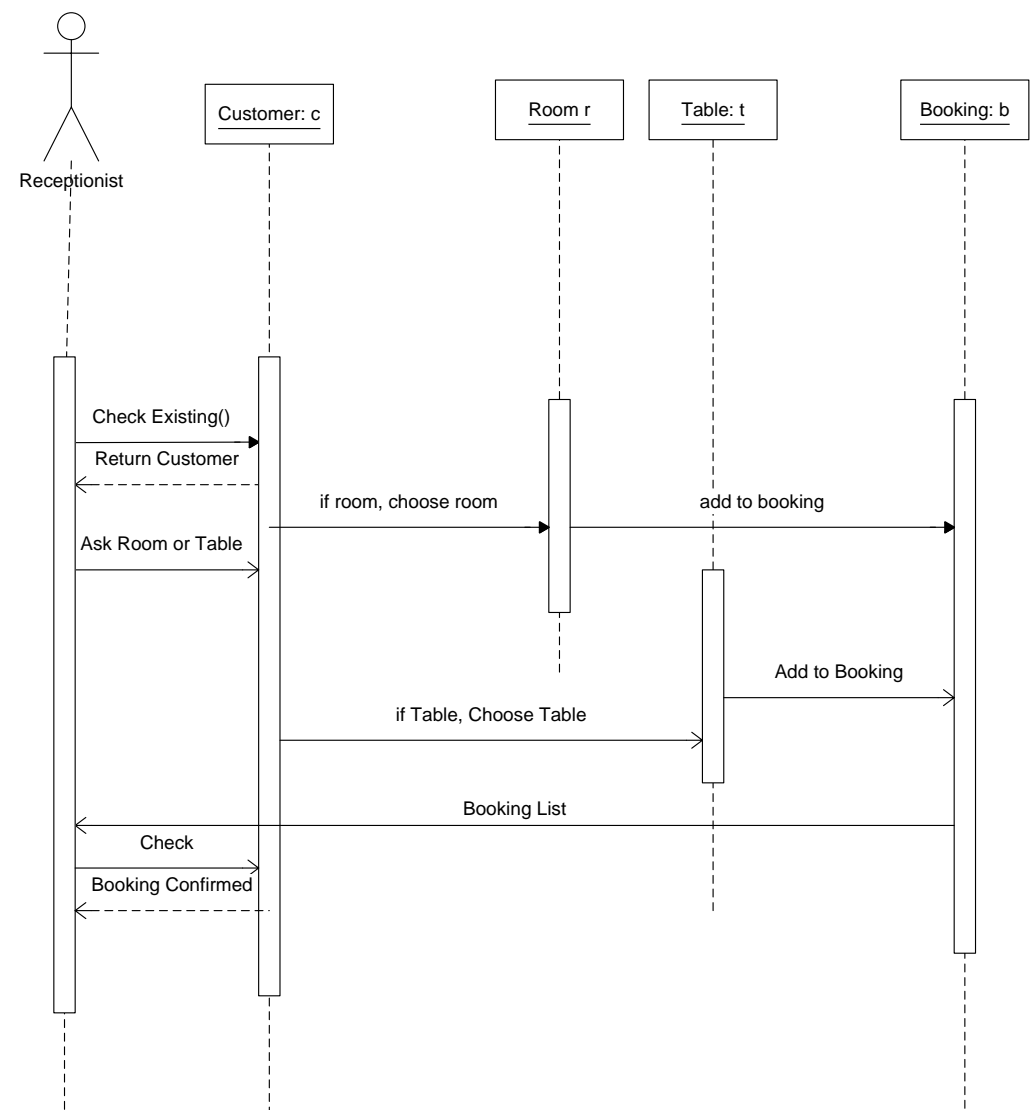 Customer: c
Room r
Table: t
Booking: b
Receptionist
Check Existing()
Return Customer
if room, choose room
add to booking
Ask Room or Table
Add to Booking
if Table, Choose Table
Booking List
Check
Booking Confirmed